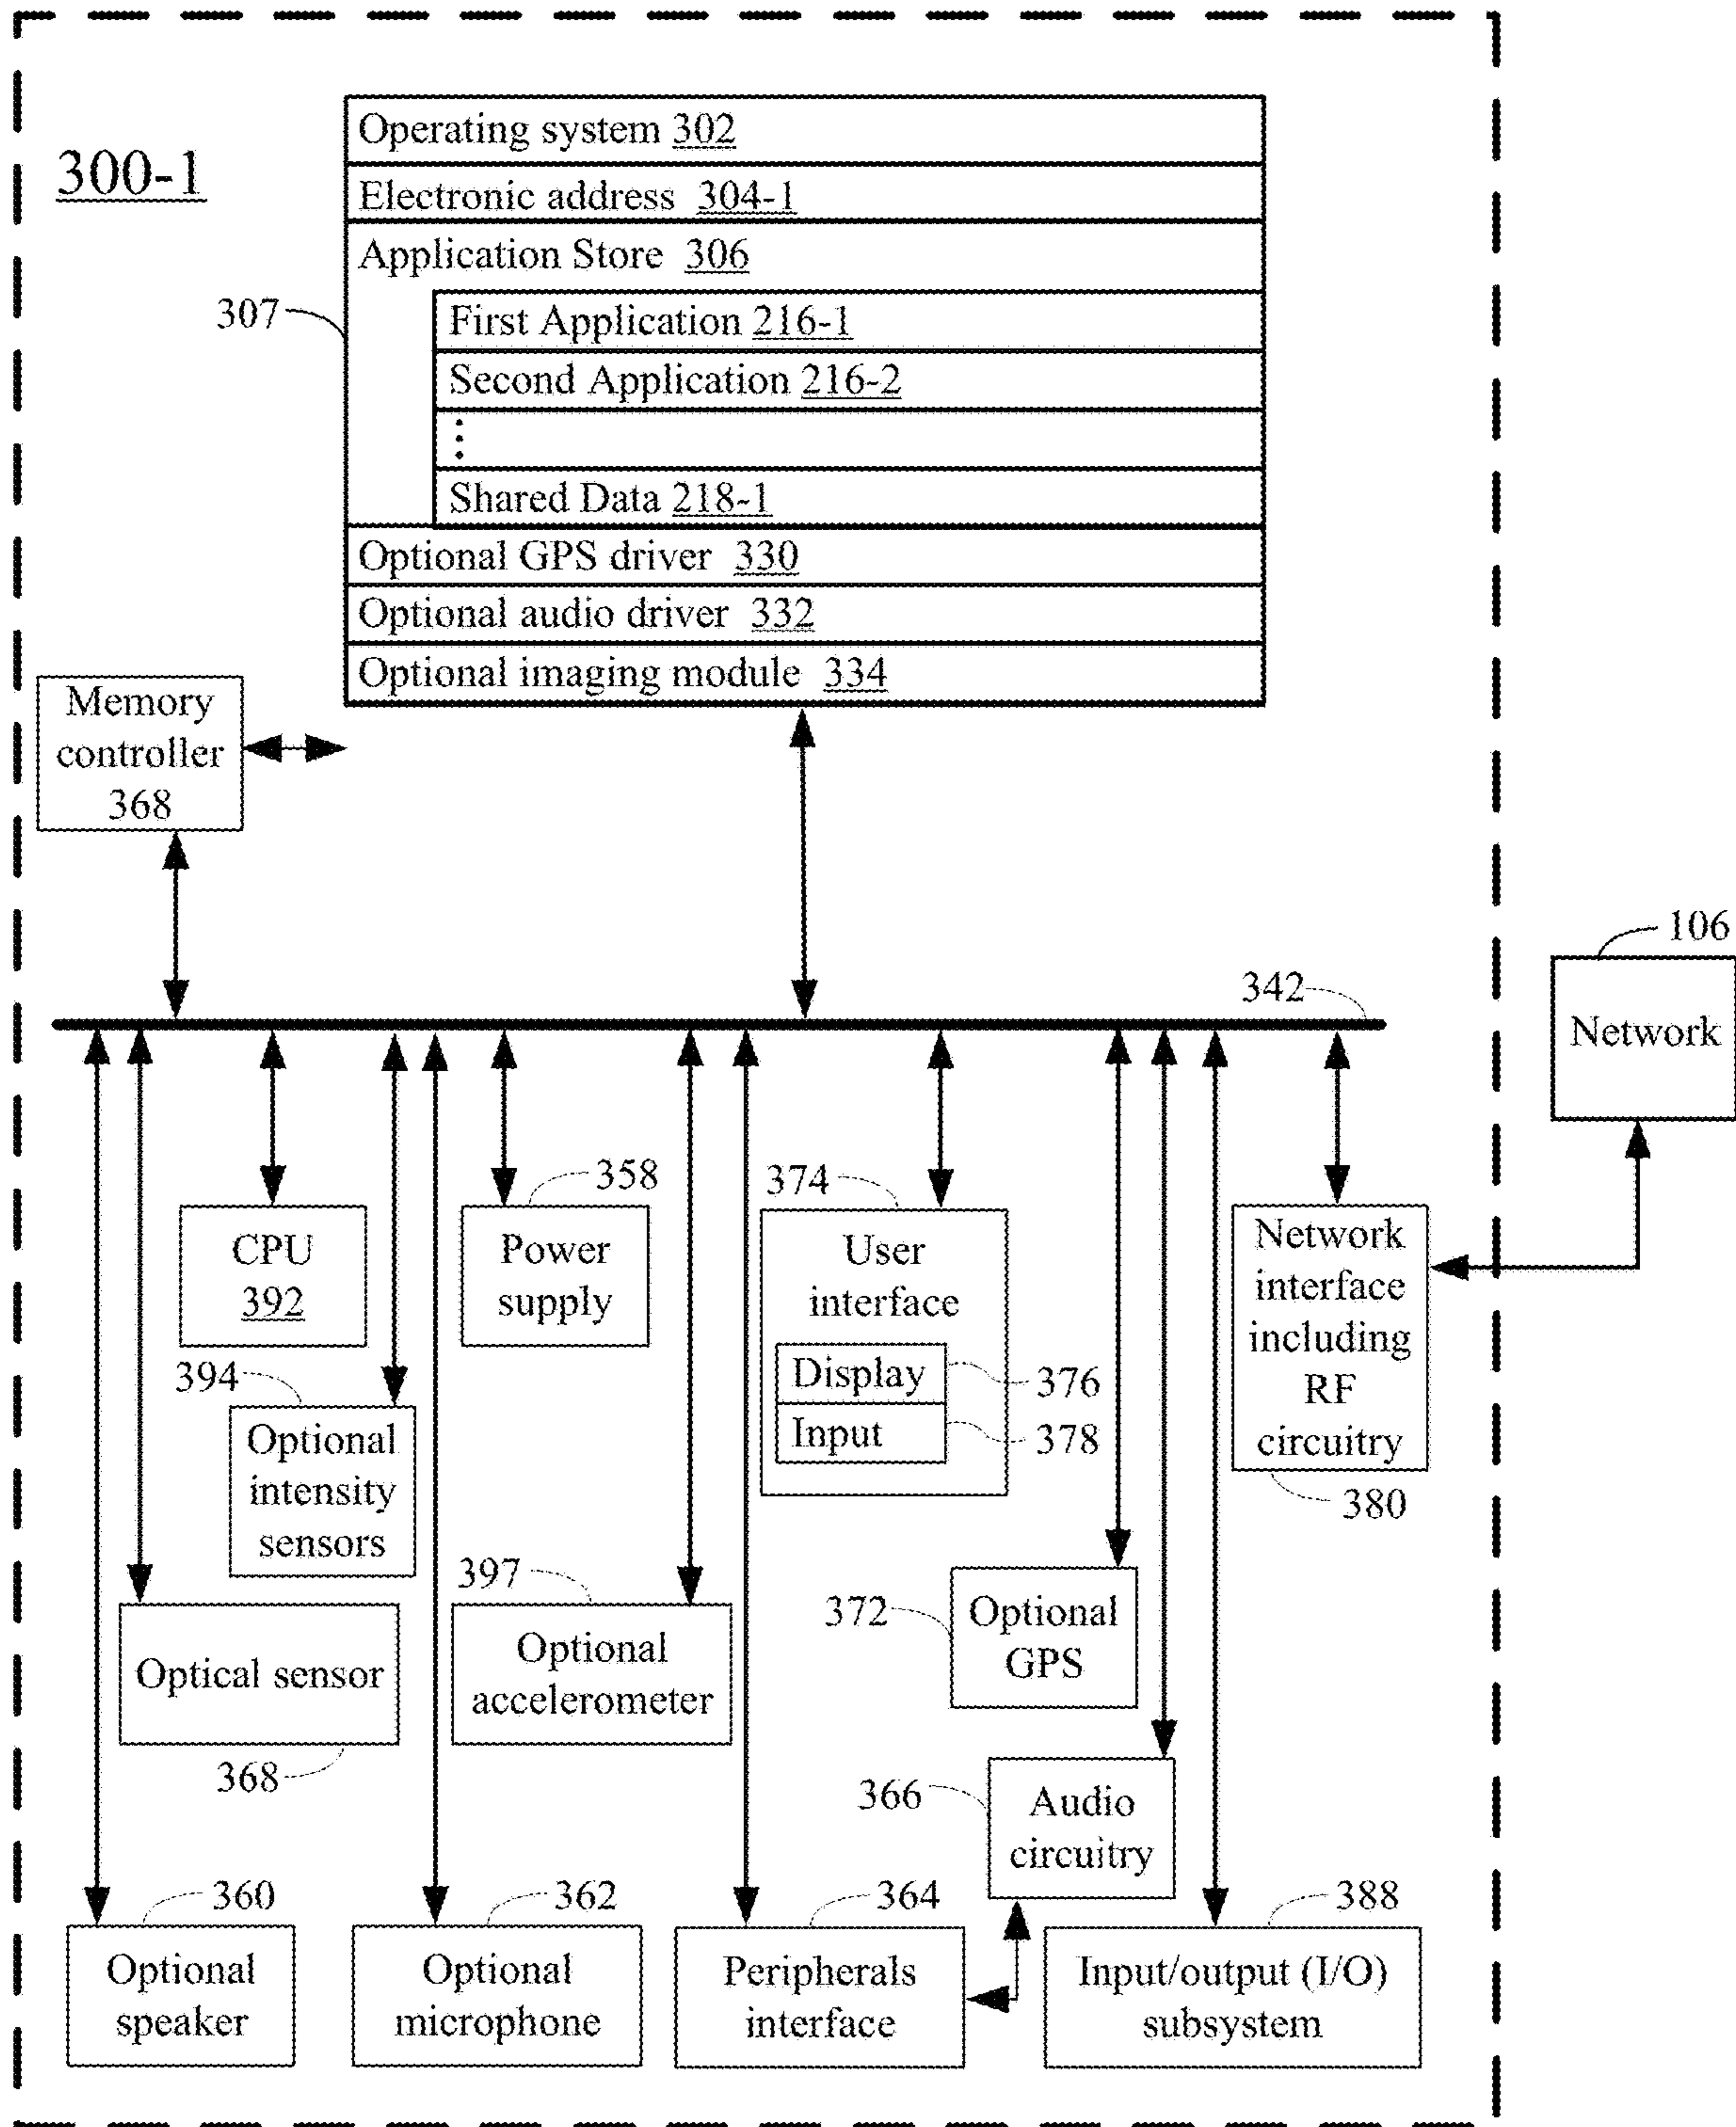 300-1
Operating system 302
Electronic address 304-1
Application Store 306
307
First Application 216-1
Second Application 216-2
⋮
Shared Data 218-1
Optional GPS driver 330
Optional audio driver 332
Optional imaging module 334
Memory
controller
368
106
Network
342
CPU
392
358
Power
supply
374
User
interface
Display
376
Input
378
Network
interface
including
RF
circuitry
380
394
Optional
intensity
sensors
397
Optional
accelerometer
372
Optional
GPS
Optical sensor
368
366
Audio
circuitry
360
Optional
speaker
362
Optional
microphone
364
Peripherals
interface
388
Input/output (I/O)
subsystem